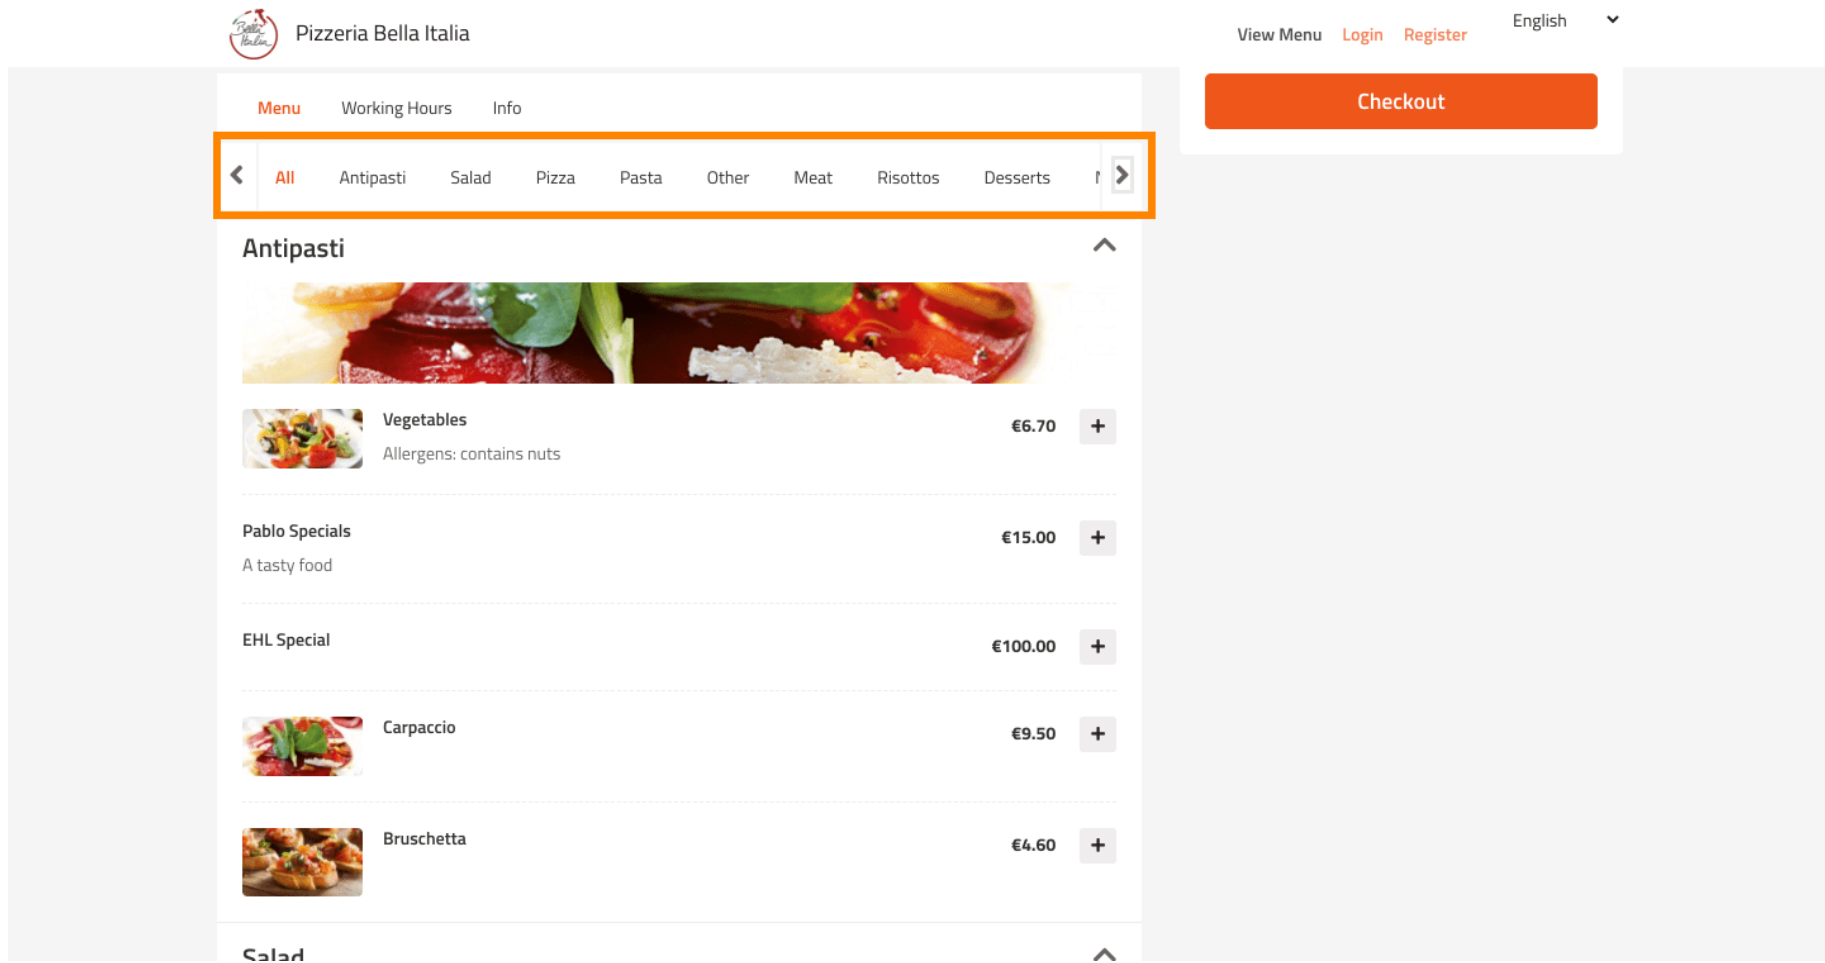 Bella Italia
Pizzeria Bella Italia
View Menu Login Register English
Menu Working Hours Info
Checkout
All Antipasti Salad Pizza Pasta Other Meat Risottos Desserts
Antipasti
Vegetables €6.70 +
Allergens: contains nuts
Pablo Specials €15.00 +
A tasty food
EHL Special €100.00 +
Carpaccio €9.50 +
Bruschetta €4.60 +
Salad